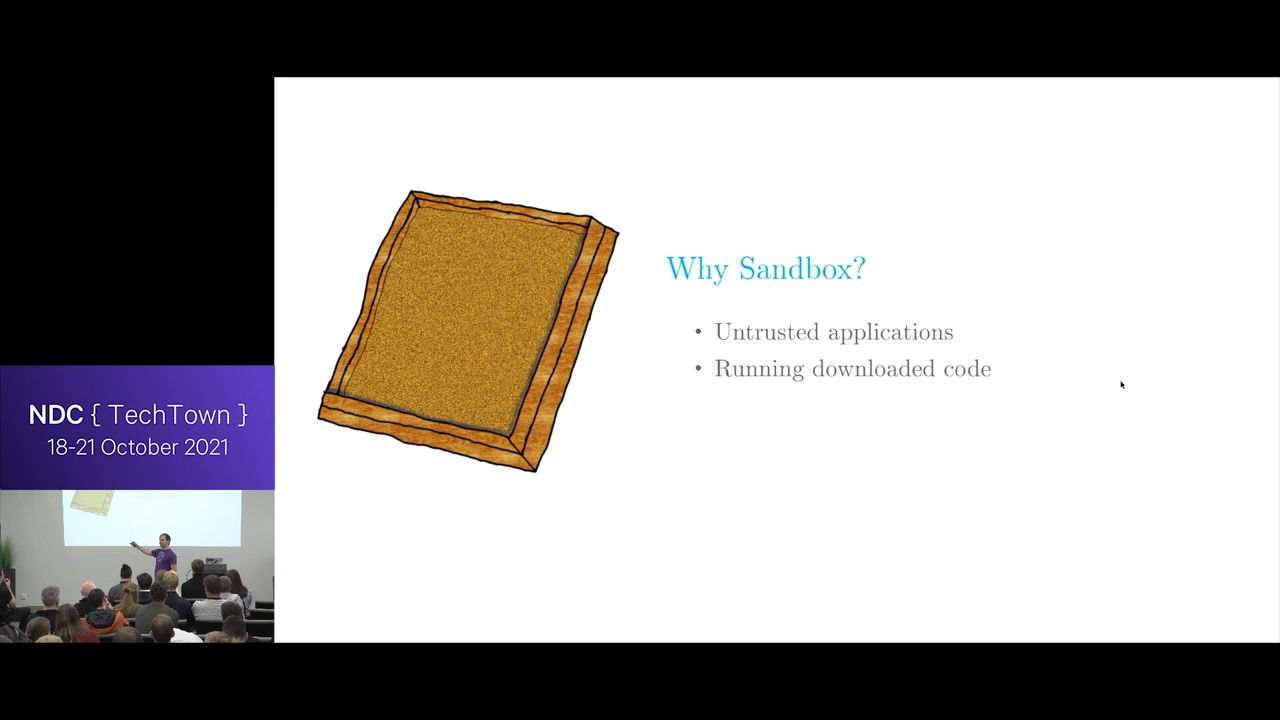 Why Sandbox?
• Untrusted applications
• Running downloaded code
NDC { TechTown }
18-21 October 2021